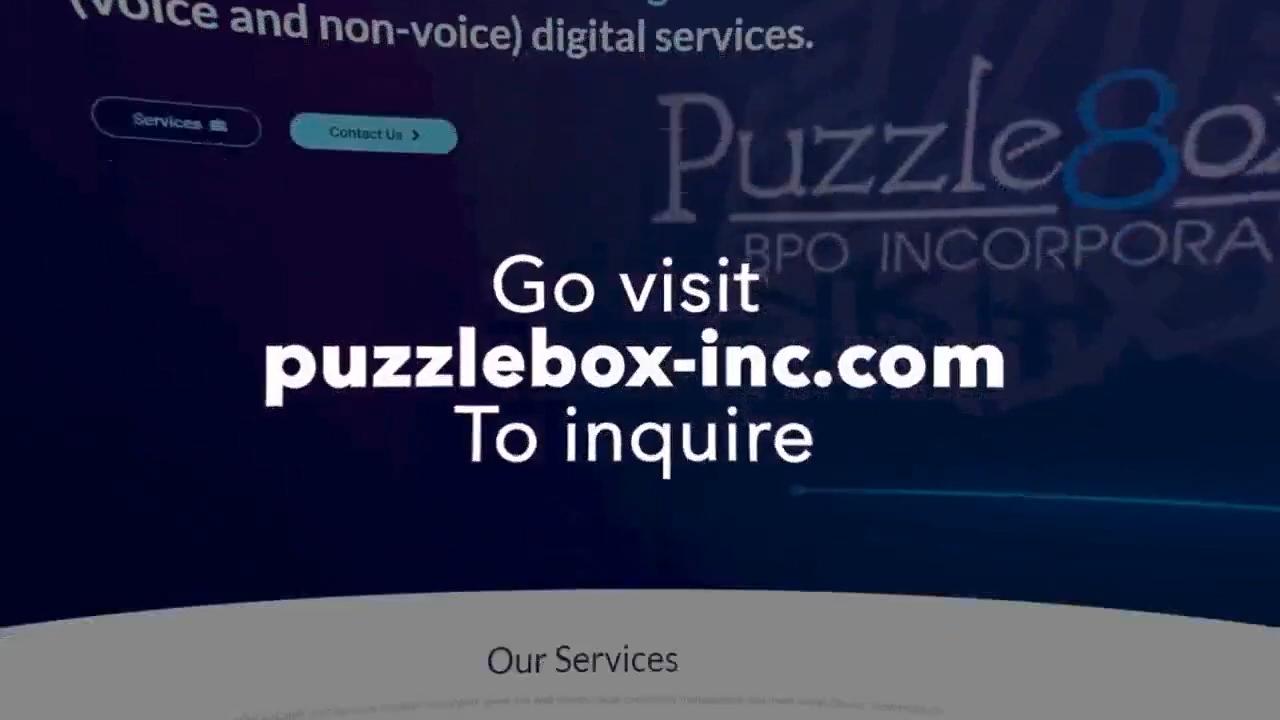 (voice and non-voice) digital services.
Services
Contact Us
Puzzle8ox
BPO INCORPORA
Go visit
puzzlebox-inc.com
To inquire
Our Services